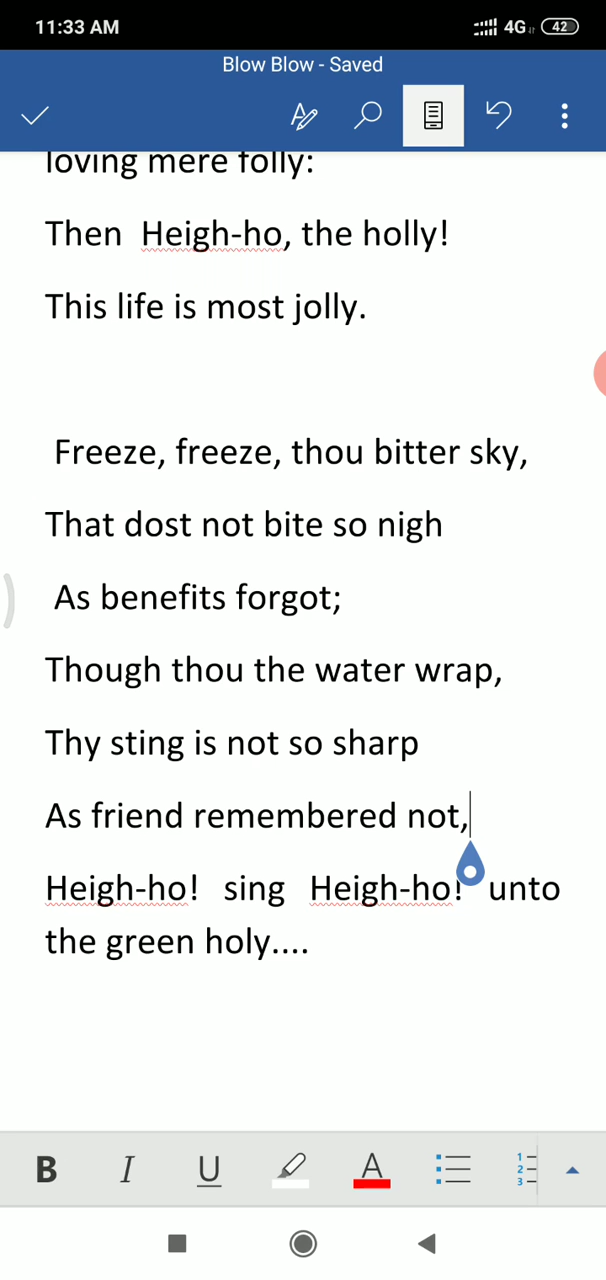 11:33 AM 4G 42
Blow Blow - Saved
loving mere folly:
Then Heigh-ho, the holly!
This life is most jolly.
Freeze, freeze, thou bitter sky,
That dost not bite so nigh
As benefits forgot;
Though thou the water wrap,
Thy sting is not so sharp
As friend remembered not,
Heigh-ho! sing Heigh-ho! unto
the green holy....
B I U A 1 2 3